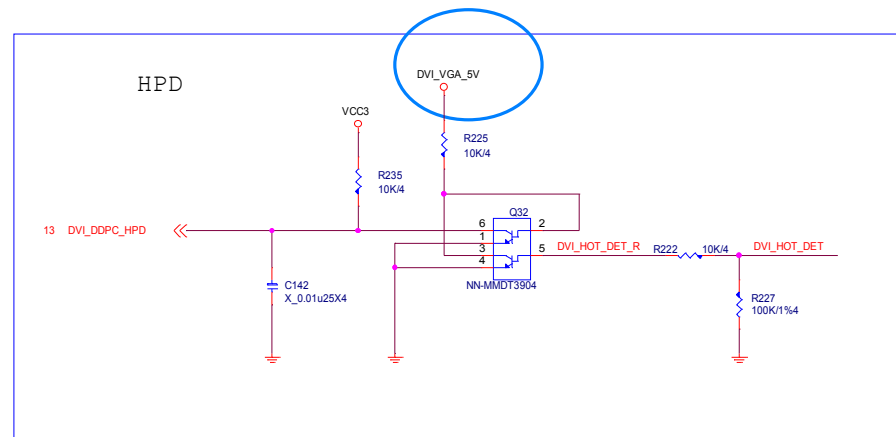 DVI_VGA_5V
HPD
VCC3
R225
10K/4
R235
10K/4
Q32
13 DVI_DDPC_HPD
6
2
1
3
5
DVI_HOT_DET_R
R222
10K/4
DVI_HOT_DET
4
NN-MMDT3904
C142
X_0.01u25X4
R227
100K/1%4